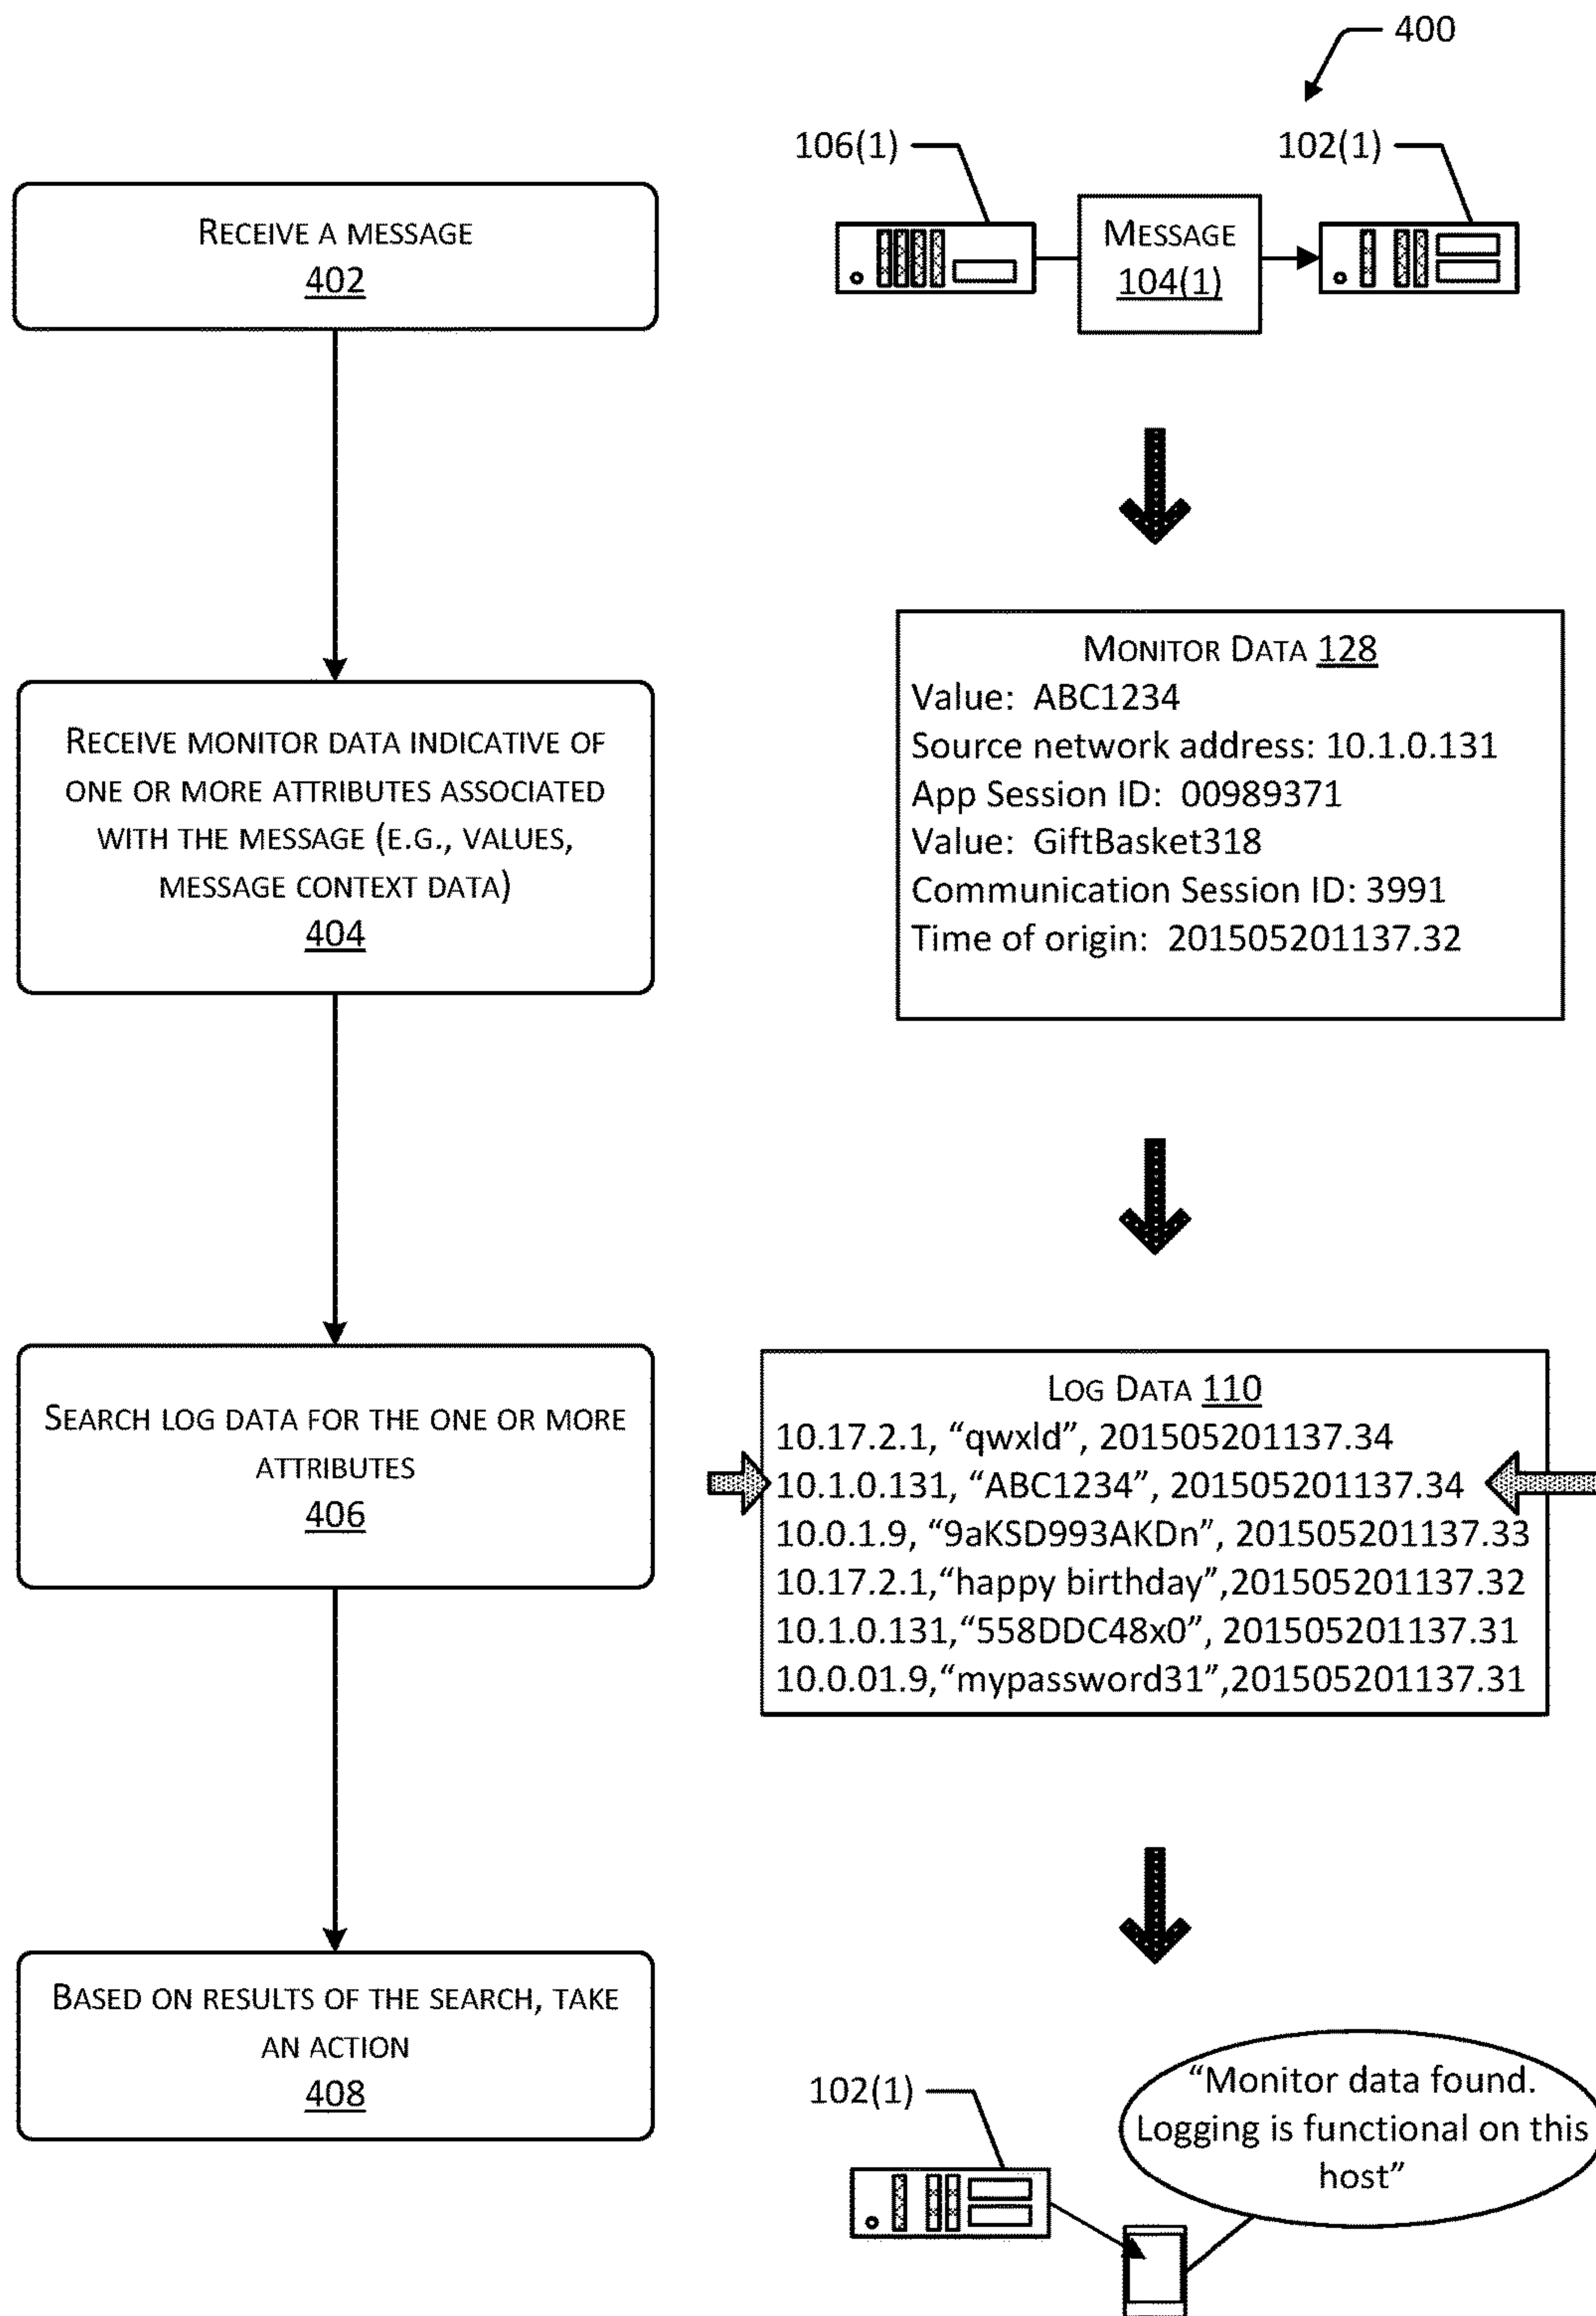 400
106(1)
102(1)
RECEIVE A MESSAGE
402
MESSAGE
104(1)
RECEIVE MONITOR DATA INDICATIVE OF
ONE OR MORE ATTRIBUTES ASSOCIATED
WITH THE MESSAGE (E.G., VALUES,
MESSAGE CONTEXT DATA)
404
MONITOR DATA 128
Value: ABC1234
Source network address: 10.1.0.131
App Session ID: 00989371
Value: GiftBasket318
Communication Session ID: 3991
Time of origin: 201505201137.32
SEARCH LOG DATA FOR THE ONE OR MORE
ATTRIBUTES
406
LOG DATA 110
10.17.2.1, “qwxld”, 201505201137.34
10.1.0.131, “ABC1234”, 201505201137.34
10.0.1.9, “9aKSD993AKDn”, 201505201137.33
10.17.2.1,“happy birthday”,201505201137.32
10.1.0.131,“558DDC48x0”, 201505201137.31
10.0.01.9,“mypassword31”,201505201137.31
BASED ON RESULTS OF THE SEARCH, TAKE
AN ACTION
408
102(1)
“Monitor data found.
Logging is functional on this
host”